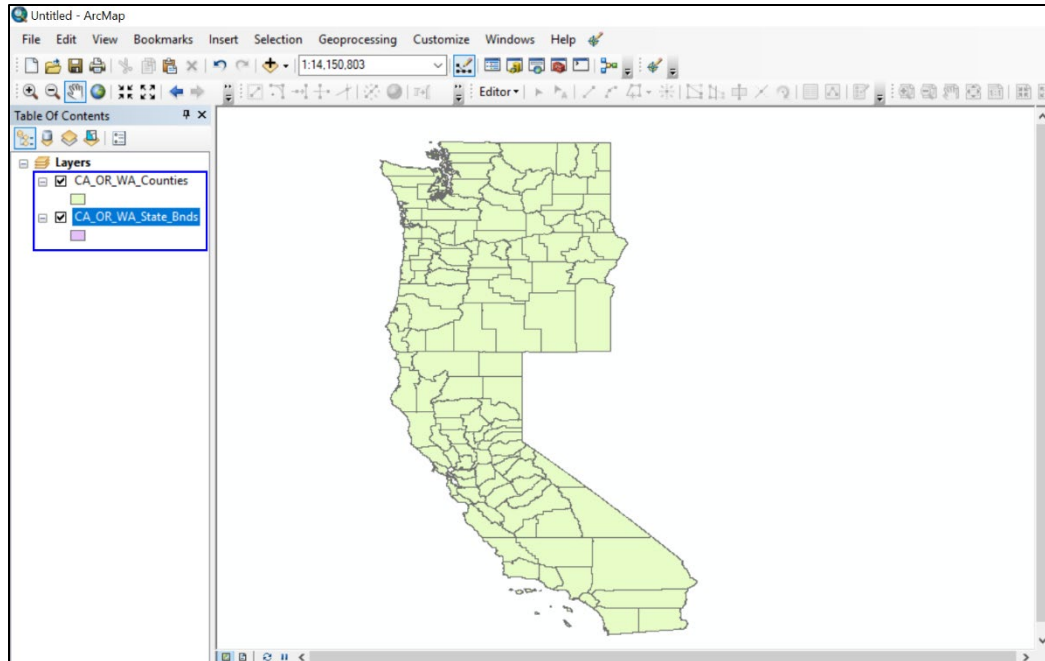 Untitled - ArcMap
File Edit View Bookmarks Insert Selection Geoprocessing Customize Windows Help
1:14,150,803
Editor
Table Of Contents
Layers
CA_OR_WA_Counties
CA_OR_WA_State_Bnds